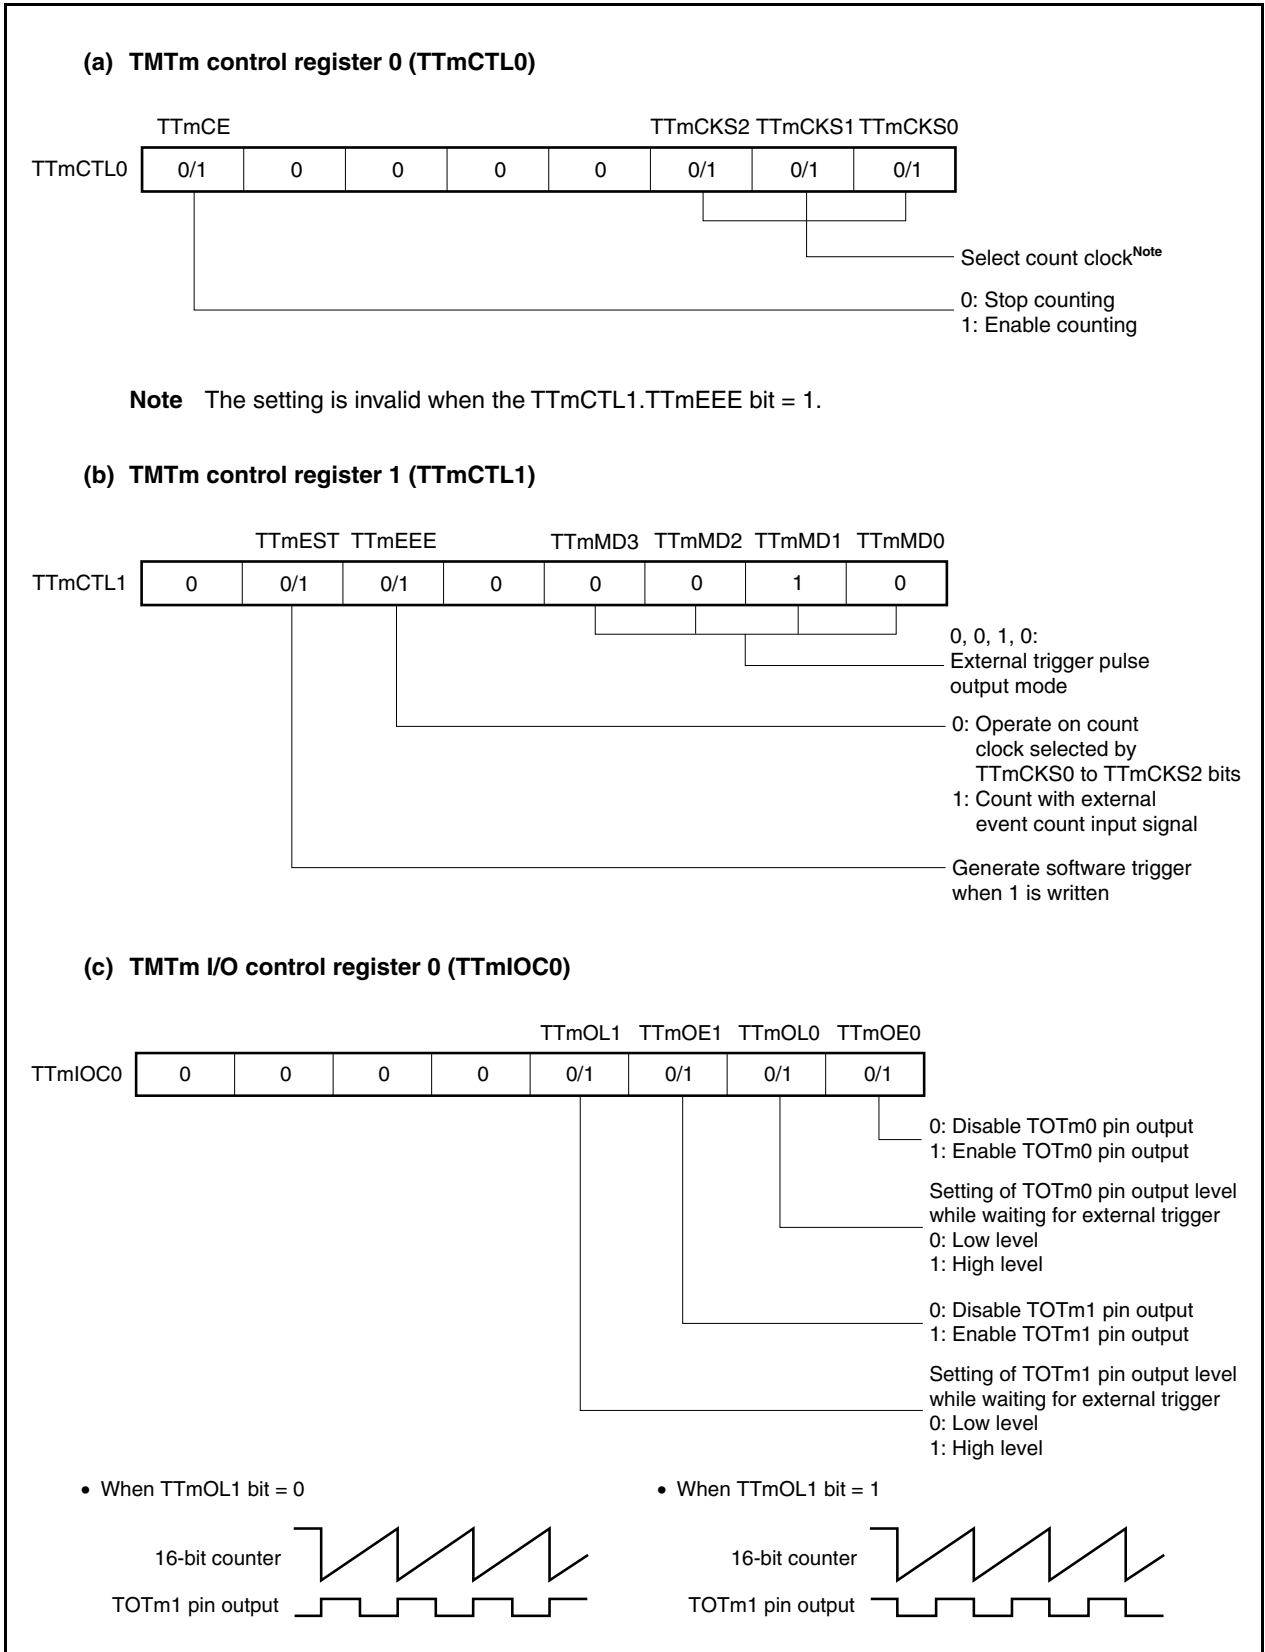 (a) TMTm control register 0 (TTmCTL0)
TTmCE TTmCKS2 TTmCKS1 TTmCKS0
TTmCTL0 0/1 0 0 0 0 0/1 0/1 0/1
Select count clockNote
0: Stop counting
1: Enable counting
Note The setting is invalid when the TTmCTL1.TTmEEE bit = 1.
(b) TMTm control register 1 (TTmCTL1)
TTmEST TTmEEE TTmMD3 TTmMD2 TTmMD1 TTmMD0
TTmCTL1 0 0/1 0/1 0 0 0 1 0
0, 0, 1, 0:
External trigger pulse
output mode
0: Operate on count
clock selected by
TTmCKS0 to TTmCKS2 bits
1: Count with external
event count input signal
Generate software trigger
when 1 is written
(c) TMTm I/O control register 0 (TTmIOC0)
TTmOL1 TTmOE1 TTmOL0 TTmOE0
TTmIOC0 0 0 0 0 0/1 0/1 0/1 0/1
0: Disable TOTm0 pin output
1: Enable TOTm0 pin output
Setting of TOTm0 pin output level
while waiting for external trigger
0: Low level
1: High level
0: Disable TOTm1 pin output
1: Enable TOTm1 pin output
Setting of TOTm1 pin output level
while waiting for external trigger
0: Low level
1: High level
• When TTmOL1 bit = 0 • When TTmOL1 bit = 1
16-bit counter 16-bit counter
TOTm1 pin output TOTm1 pin output